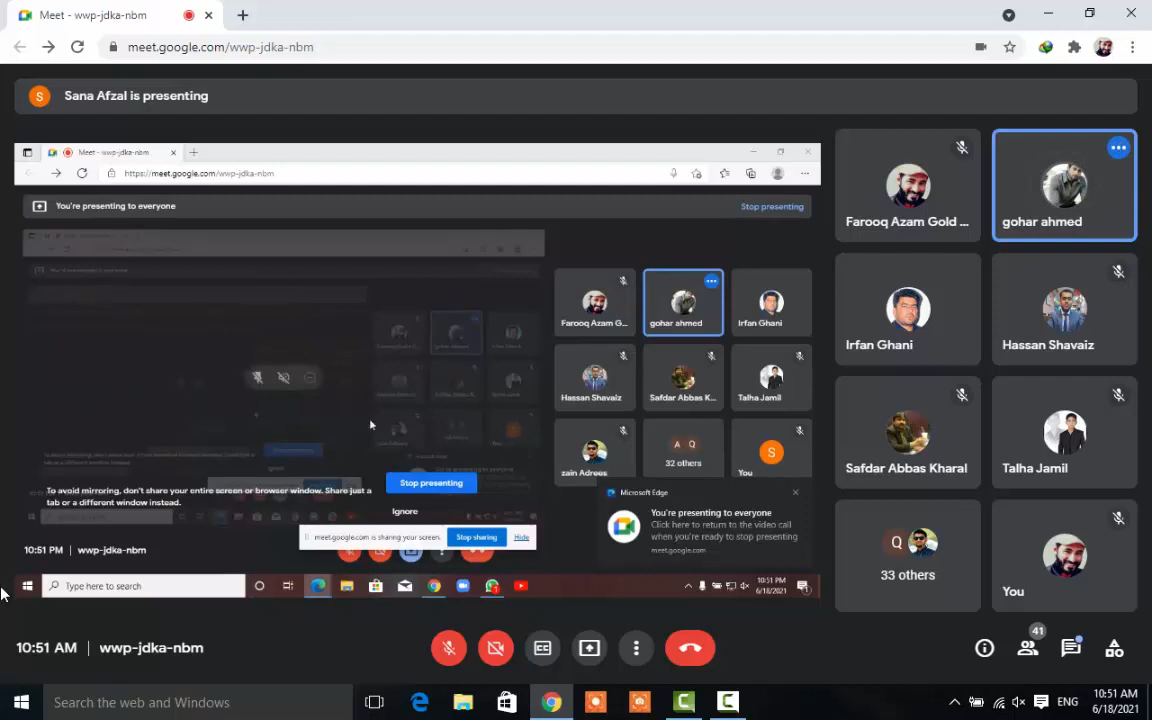 Meet - wwp-jdka-nbm
meet.google.com/wwp-jdka-nbm
S
Sana Afzal is presenting
Meet - wwp-jdka-nbm
https://meet.google.com/wwp-jdka-nbm
You're presenting to everyone
Stop presenting
Farooq Azam G...
gohar ahmed
Irfan Ghani
Hassan Shavaiz
Safdar Abbas K...
Talha Jamil
zain Adrees
A Q
32 others
S
You
To avoid mirroring, don't share your entire screen or browser window. Share just a
tab or a different window instead.
Stop presenting
Ignore
Microsoft Edge
You're presenting to everyone
Click here to return to the video call
when you're ready to stop presenting
meet.google.com
meet.google.com is sharing your screen.
Stop sharing
Hide
10:51 PM
wwp-jdka-nbm
Type here to search
10:51 PM
6/18/2021
1
Farooq Azam Gold ...
gohar ahmed
Irfan Ghani
Hassan Shavaiz
Safdar Abbas Kharal
Talha Jamil
Q
33 others
You
10:51 AM
wwp-jdka-nbm
41
Search the web and Windows
ENG
10:51 AM
6/18/2021